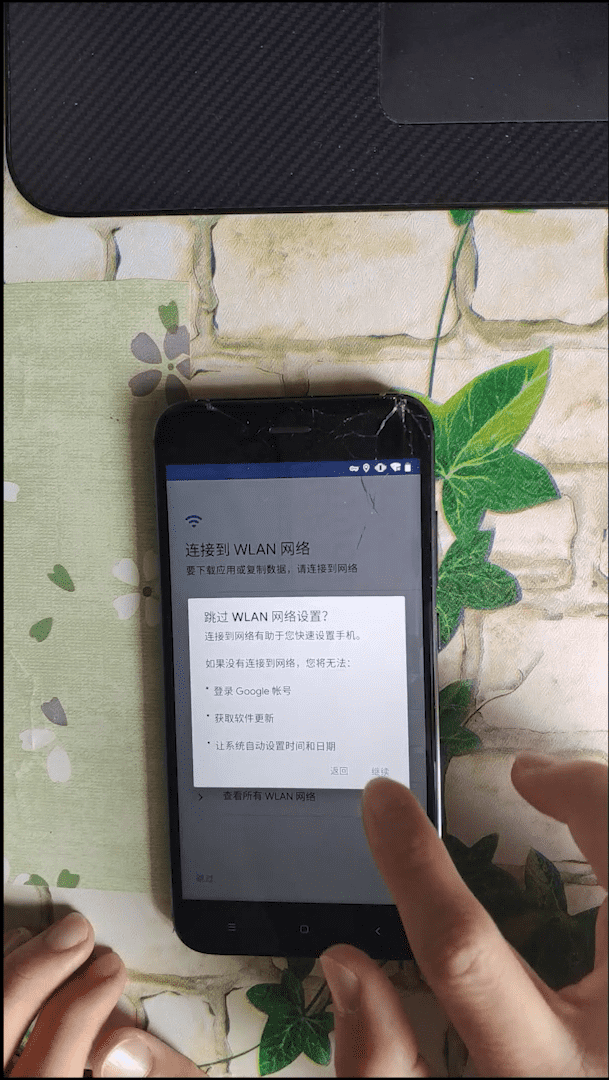 连接到 WLAN 网络
要下载应用或复制数据，请连接到网络
跳过 WLAN 网络设置？
连接到网络有助于您快速设置手机。
如果没有连接到网络，您将无法：
• 登录 Google 帐号
• 获取软件更新
• 让系统自动设置时间和日期
返回 继续
查看所有 WLAN 网络
跳过